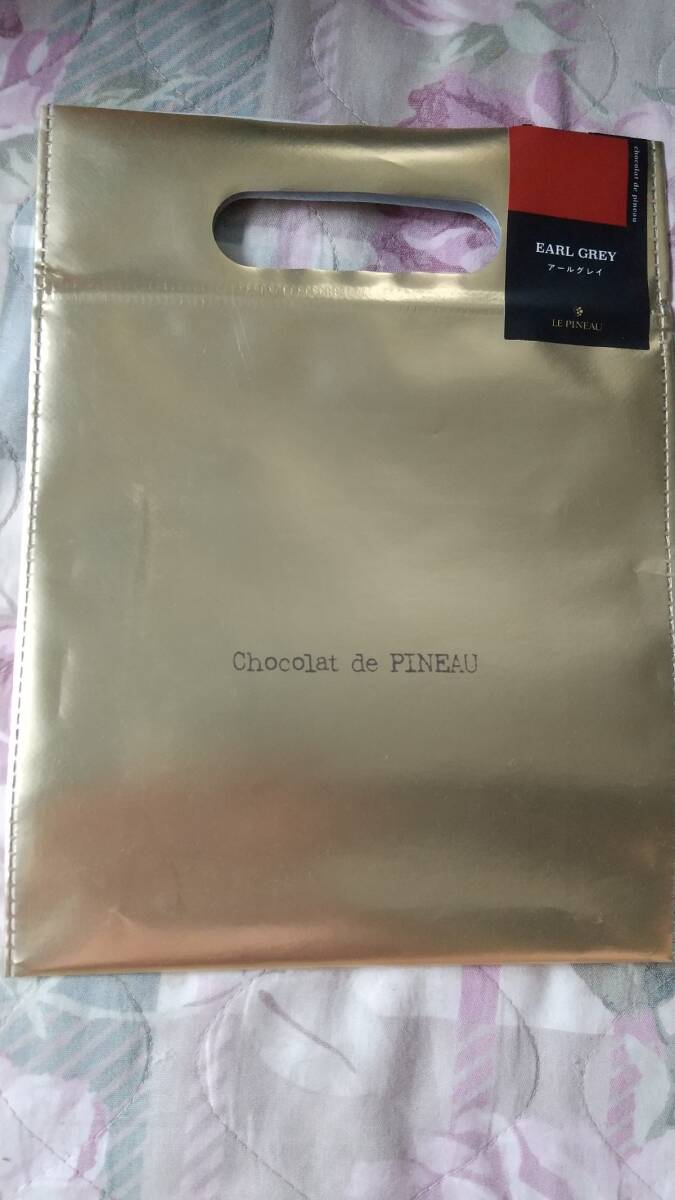 chocolat de pineau
EARL GREY
アールグレイ
LE PINEAU
Chocolat de PINEAU